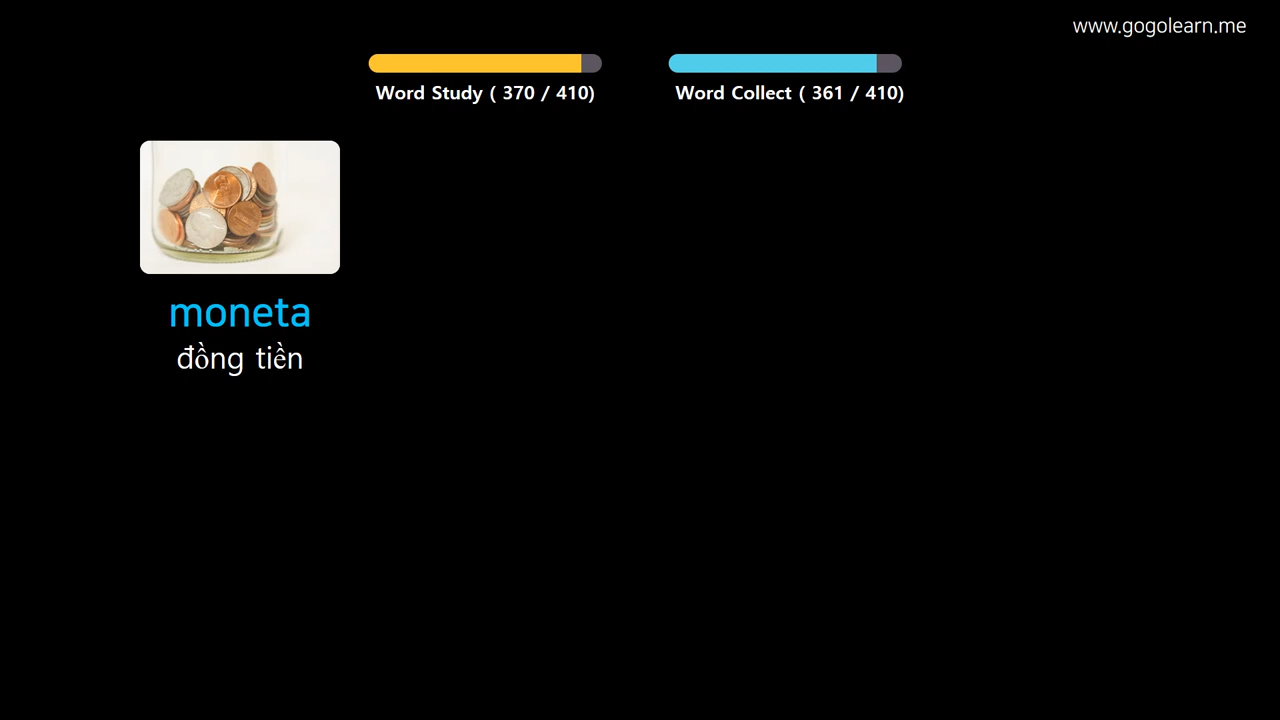 www.gogolearn.me
Word Study ( 370 / 410)
Word Collect ( 361 / 410)
moneta
đồng tiền